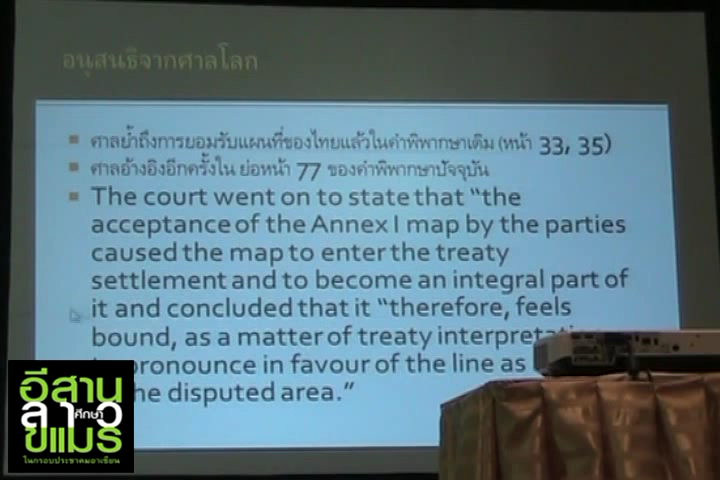 อนุสนธิจากศาลโลก
ศาลย้ำถึงการยอมรับแผนที่ของไทยแล้วในคำพิพากษาเดิม (หน้า 33, 35)
ศาลอ้างอิงอีกครั้งใน ย่อหน้า 77 ของคำพิพากษาปัจจุบัน
The court went on to state that “the
acceptance of the Annex I map by the parties
caused the map to enter the treaty
settlement and to become an integral part of
it and concluded that it “therefore, feels
bound, as a matter of treaty
pronounce in favour of the line as
the disputed area.”
อีสาน
ลาว
ศึกษา
ขแมร์
ในกรอบประชาคมอาเซียน